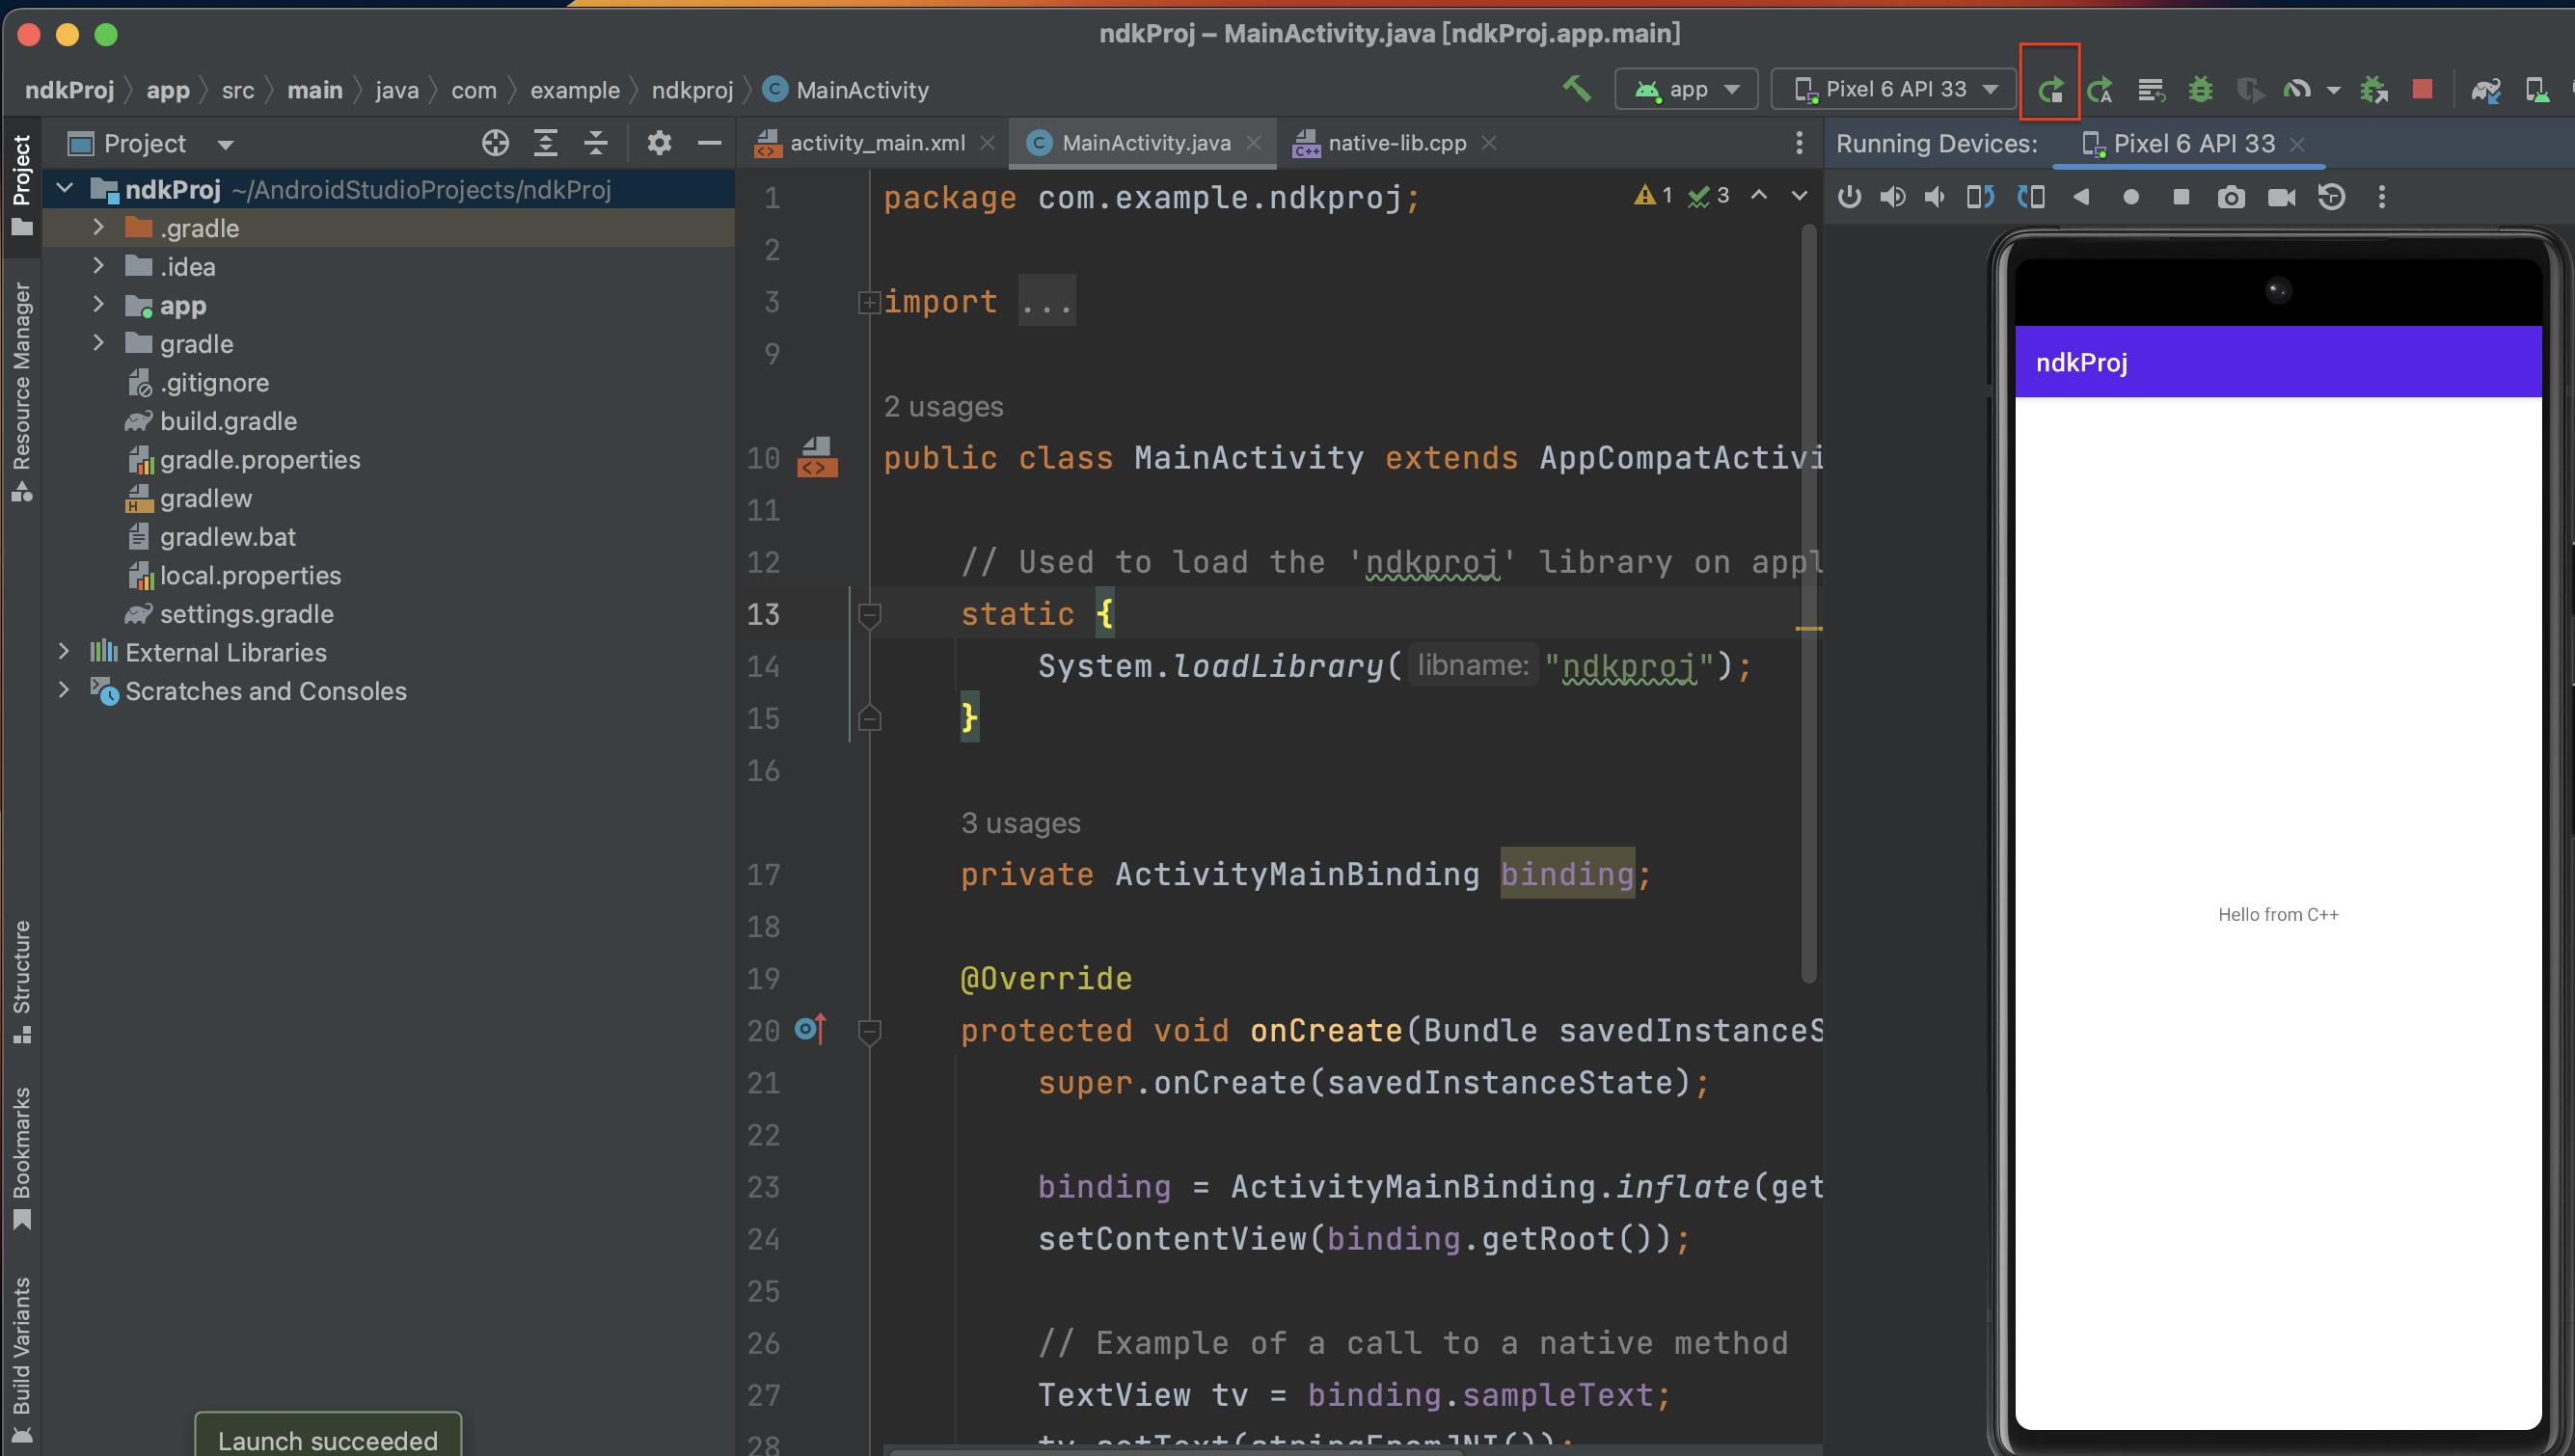 ndkProj – MainActivity.java [ndkProj.app.main]
ndkProj app src main java com example ndkproj C MainActivity
app Pixel 6 API 33
Project
activity_main.xml
C MainActivity.java
C++ native-lib.cpp
Running Devices: Pixel 6 API 33
Project
Resource Manager
Structure
Bookmarks
Build Variants
ndkProj ~/AndroidStudioProjects/ndkProj
.gradle
.idea
app
gradle
.gitignore
build.gradle
gradle.properties
gradlew
gradlew.bat
local.properties
settings.gradle
External Libraries
Scratches and Consoles
1 3
1 package com.example.ndkproj;
2
3 import ...
9
2 usages
10 public class MainActivity extends AppCompatActivi
11
12 // Used to load the 'ndkproj' library on appl
13 static {
14 System.loadLibrary( libname: "ndkproj");
15 }
16
3 usages
17 private ActivityMainBinding binding;
18
19 @Override
20 protected void onCreate(Bundle savedInstanceS
21 super.onCreate(savedInstanceState);
22
23 binding = ActivityMainBinding.inflate(get
24 setContentView(binding.getRoot());
25
26 // Example of a call to a native method
27 TextView tv = binding.sampleText;
28 tv.setText(stringFromJNI());
ndkProj
Hello from C++
Launch succeeded